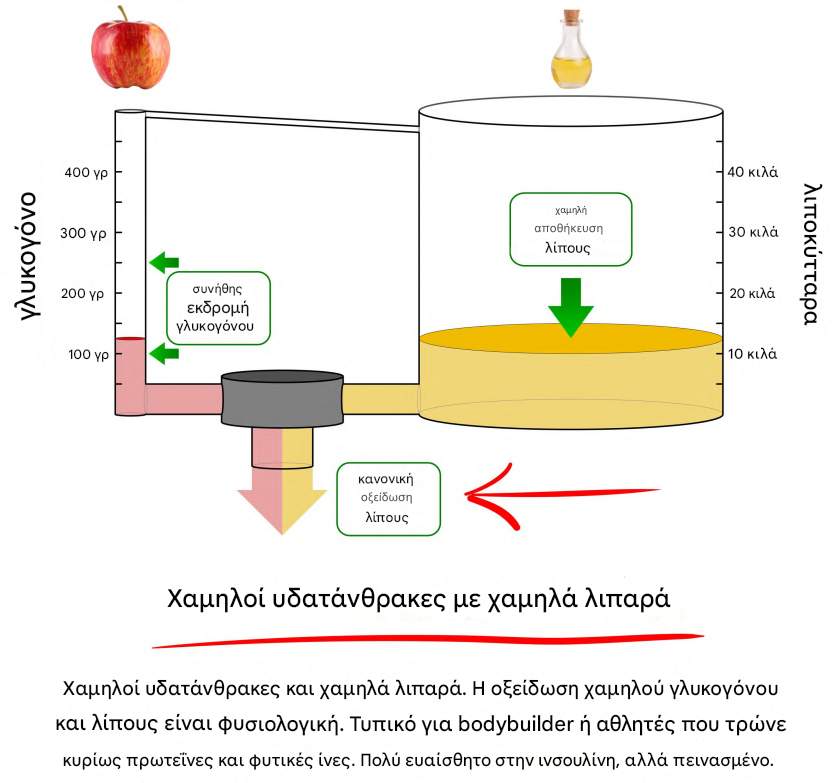 γλυκογόνο
400 γρ
300 γρ
200 γρ
100 γρ
συνήθης
εκδρομή
γλυκογόνου
χαμηλή
αποθήκευση
λίπους
40 κιλά
30 κιλά
20 κιλά
10 κιλά
λιποκύτταρα
κανονική
οξείδωση
λίπους
Χαμηλοί υδατάνθρακες με χαμηλά λιπαρά
Χαμηλοί υδατάνθρακες και χαμηλά λιπαρά. Η οξείδωση χαμηλού γλυκογόνου
και λίπους είναι φυσιολογική. Τυπικό για bodybuilder ή αθλητές που τρώνε
κυρίως πρωτεΐνες και φυτικές ίνες. Πολύ ευαίσθητο στην ινσουλίνη, αλλά πεινασμένο.